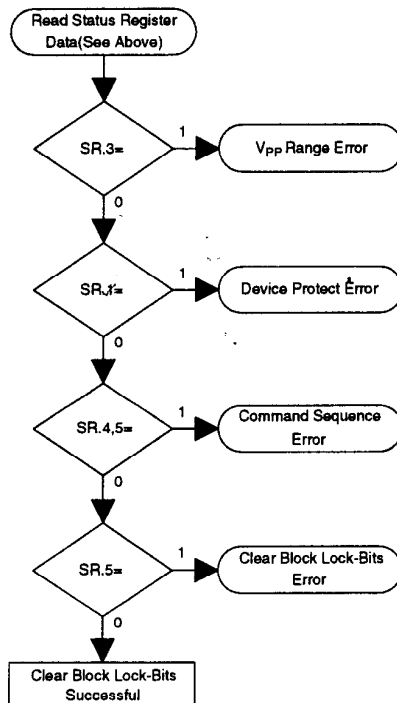 Read Status Register
Data(See Above)
SR.3=
1
V_PP Range Error
0
SR.1=
1
Device Protect Error
0
SR.4,5=
1
Command Sequence
Error
0
SR.5=
1
Clear Block Lock-Bits
Error
0
Clear Block Lock-Bits
Successful